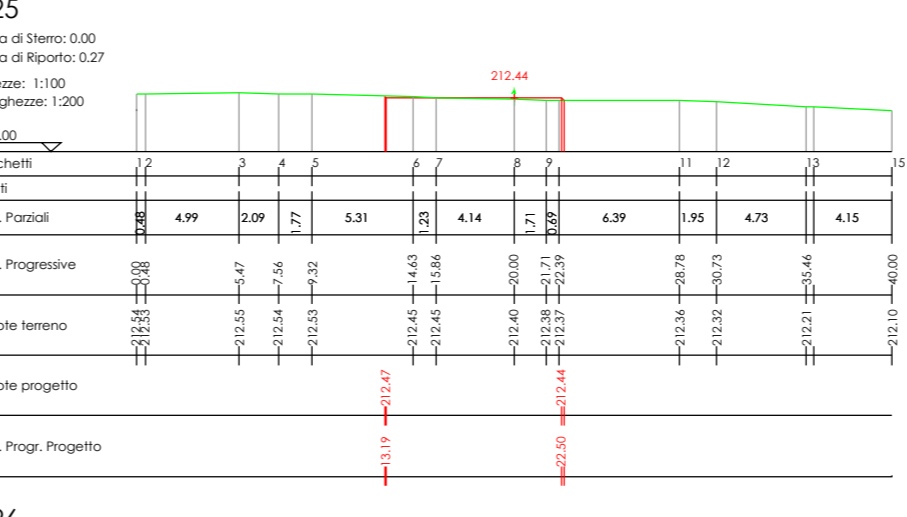 25
a di Sterro: 0.00
a di Riporto: 0.27
ezze: 1:100
ghezze: 1:200
212.44
.00
chetti 1 2 3 4 5 6 7 8 9 11 12 13 15
ti
. Parziali 0.48 4.99 2.09 1.77 5.31 1.23 4.14 1.71 0.69 6.39 1.95 4.73 4.15
. Progressive 0.00 0.48 5.47 7.56 9.32 14.63 15.86 20.00 21.71 22.39 28.78 30.73 35.46 40.00
ote terreno 212.54 212.53 212.55 212.54 212.53 212.45 212.45 212.40 212.38 212.37 212.36 212.32 212.21 212.10
ote progetto 212.47 212.44
. Progr. Progetto 13.19 22.50